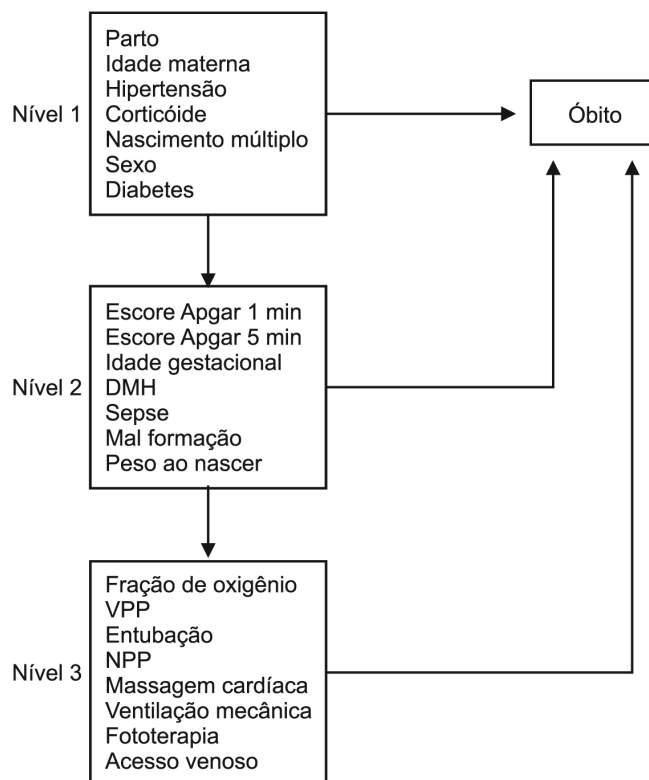 Nível 1
Parto
Idade materna
Hipertensão
Corticóide
Nascimento múltiplo
Sexo
Diabetes
Óbito
Nível 2
Escore Apgar 1 min
Escore Apgar 5 min
Idade gestacional
DMH
Sepse
Mal formação
Peso ao nascer
Nível 3
Fração de oxigênio
VPP
Entubação
NPP
Massagem cardíaca
Ventilação mecânica
Fototerapia
Acesso venoso